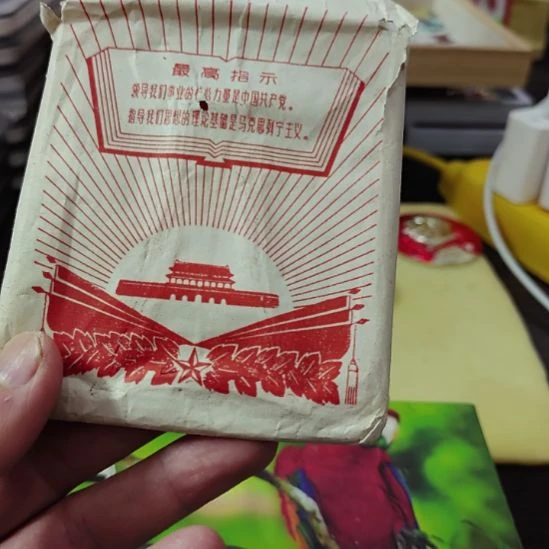 最高指示
领导我们事业的核心力量是中国共产党。
指导我们思想的理论基础是马克思列宁主义。